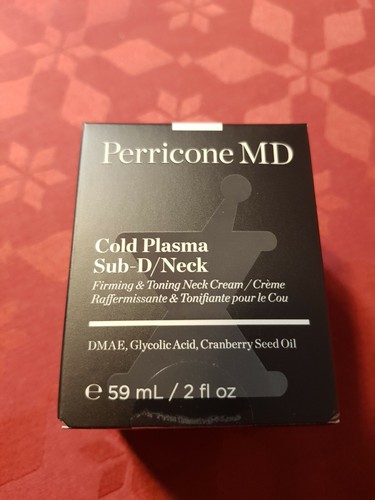 Perricone MD
Cold Plasma
Sub-D/Neck
Firming & Toning Neck Cream / Crème
Raffermissante & Tonifiante pour le Cou
DMAE, Glycolic Acid, Cranberry Seed Oil
℮ 59 mL / 2 fl oz